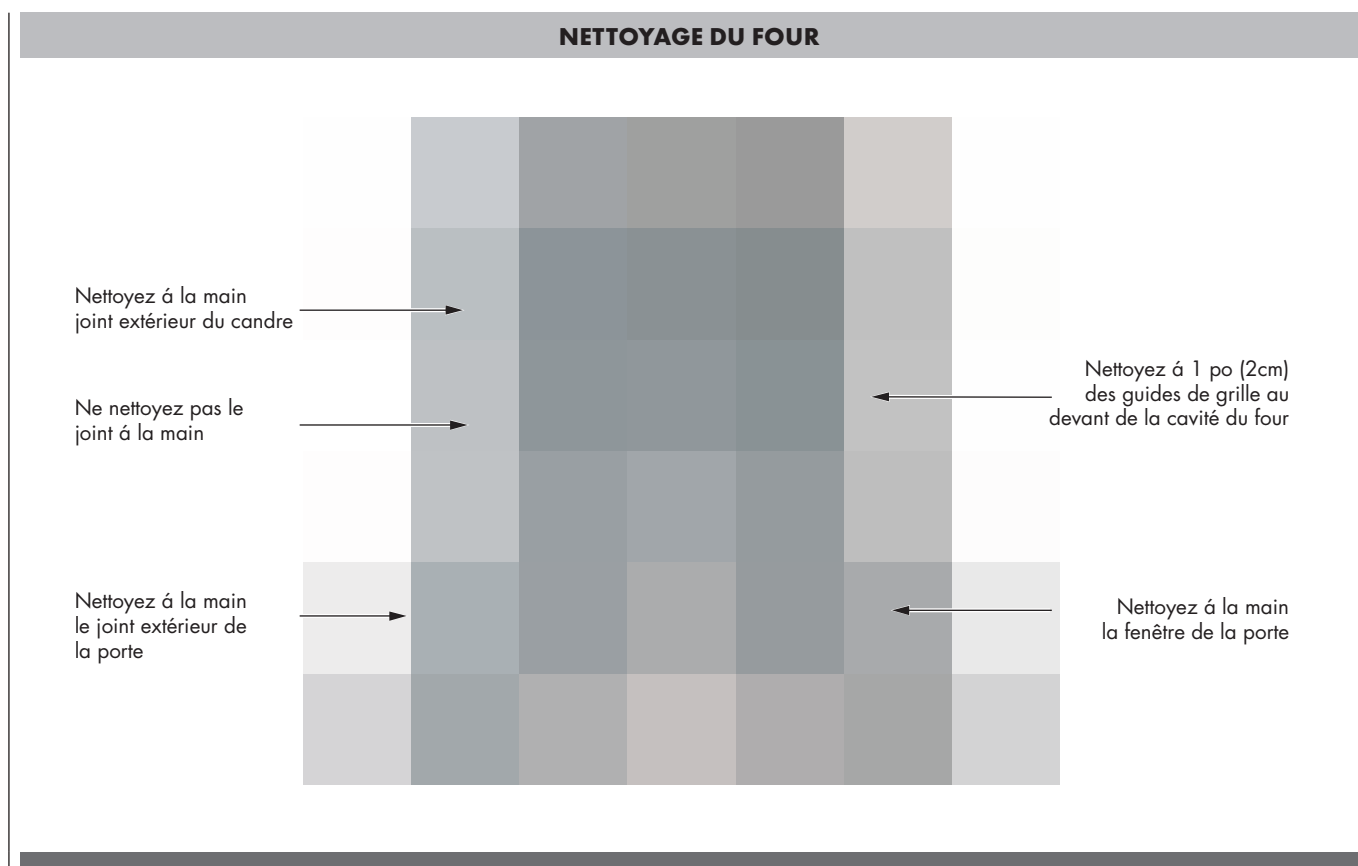 NETTOYAGE DU FOUR
Nettoyez á la main
joint extérieur du candre
Ne nettoyez pas le
joint á la main
Nettoyez á la main
le joint extérieur de
la porte
Nettoyez á 1 po (2cm)
des guides de grille au
devant de la cavité du four
Nettoyez á la main
la fenêtre de la porte